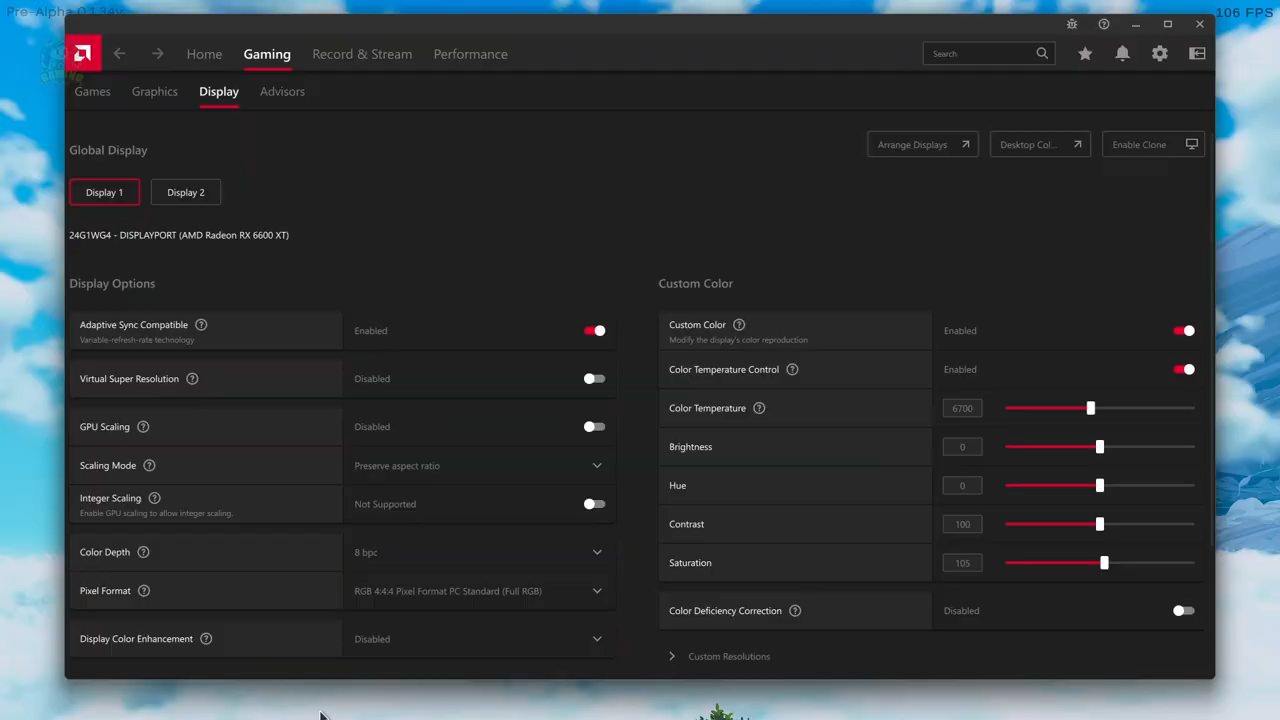 Pre-Alpha 0.1.34v
106 FPS
GAMING
Home
Gaming
Record & Stream
Performance
Search
Games
Graphics
Display
Advisors
Global Display
Arrange Displays
Desktop Col...
Enable Clone
Display 1
Display 2
24G1WG4 - DISPLAYPORT (AMD Radeon RX 6600 XT)
Display Options
Adaptive Sync Compatible
Variable-refresh-rate technology
Enabled
Virtual Super Resolution
Disabled
GPU Scaling
Disabled
Scaling Mode
Preserve aspect ratio
Integer Scaling
Enable GPU scaling to allow integer scaling.
Not Supported
Color Depth
8 bpc
Pixel Format
RGB 4:4:4 Pixel Format PC Standard (Full RGB)
Display Color Enhancement
Disabled
Custom Color
Custom Color
Modify the display's color reproduction
Enabled
Color Temperature Control
Enabled
Color Temperature
6700
Brightness
0
Hue
0
Contrast
100
Saturation
105
Color Deficiency Correction
Disabled
Custom Resolutions